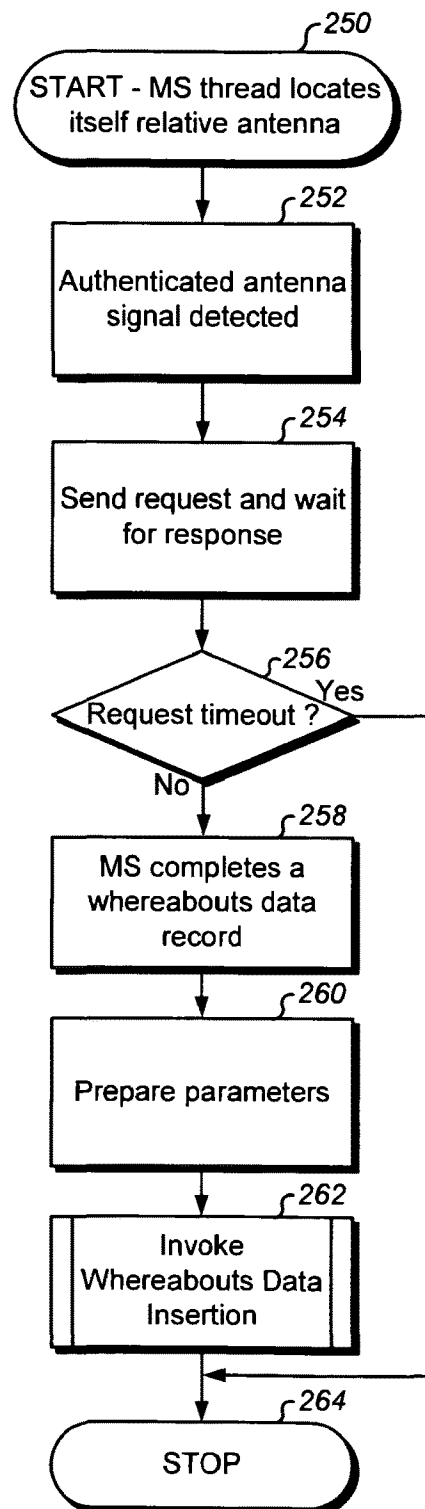 250
START - MS thread locates
itself relative antenna
252
Authenticated antenna
signal detected
254
Send request and wait
for response
256
Yes
Request timeout ?
No
258
MS completes a
whereabouts data
record
260
Prepare parameters
262
Invoke
Whereabouts Data
Insertion
264
STOP